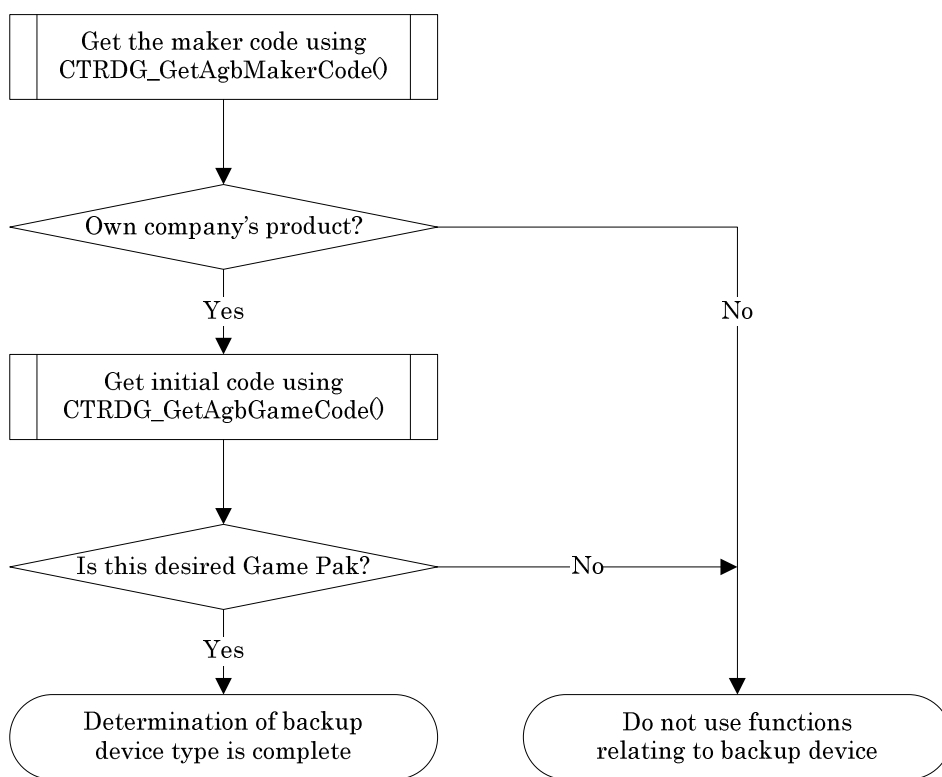 Get the maker code using
CTRDG_GetAgbMakerCode()
Own company's product?
Yes
No
Get initial code using
CTRDG_GetAgbGameCode()
Is this desired Game Pak?
No
Yes
Determination of backup
device type is complete
Do not use functions
relating to backup device